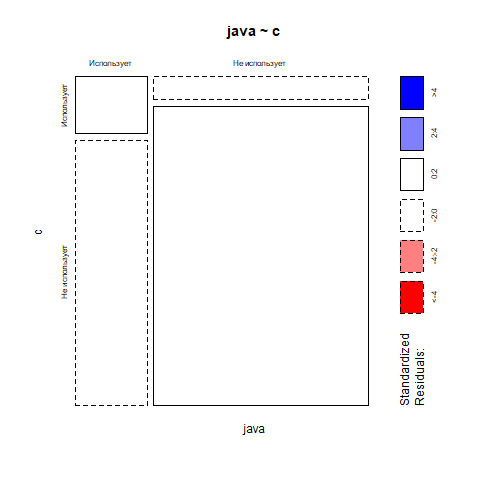 java ~ c
Использует
Не использует
Использует
Не использует
c
java
>4
2:4
0:2
-2:0
-4:-2
<-4
Standardized
Residuals: